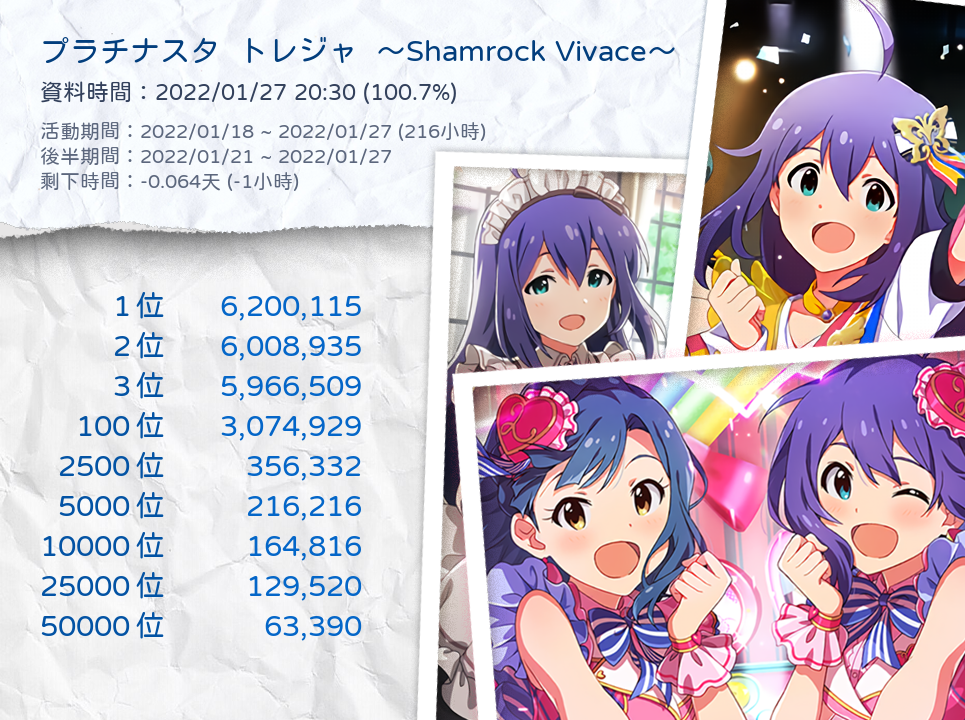 プラチナスタ トレジャ ～Shamrock Vivace～
資料時間：2022/01/27 20:30 (100.7%)
活動期間：2022/01/18 ~ 2022/01/27 (216小時)
後半期間：2022/01/21 ~ 2022/01/27
剩下時間：-0.064天 (-1小時)
1位 6,200,115
2位 6,008,935
3位 5,966,509
100位 3,074,929
2500位 356,332
5000位 216,216
10000位 164,816
25000位 129,520
50000位 63,390